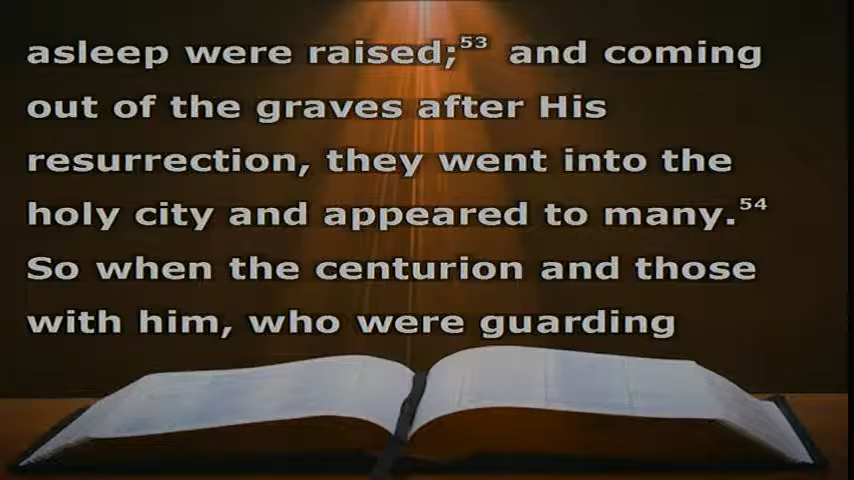 asleep were raised;⁵³ and coming
out of the graves after His
resurrection, they went into the
holy city and appeared to many.⁵⁴
So when the centurion and those
with him, who were guarding